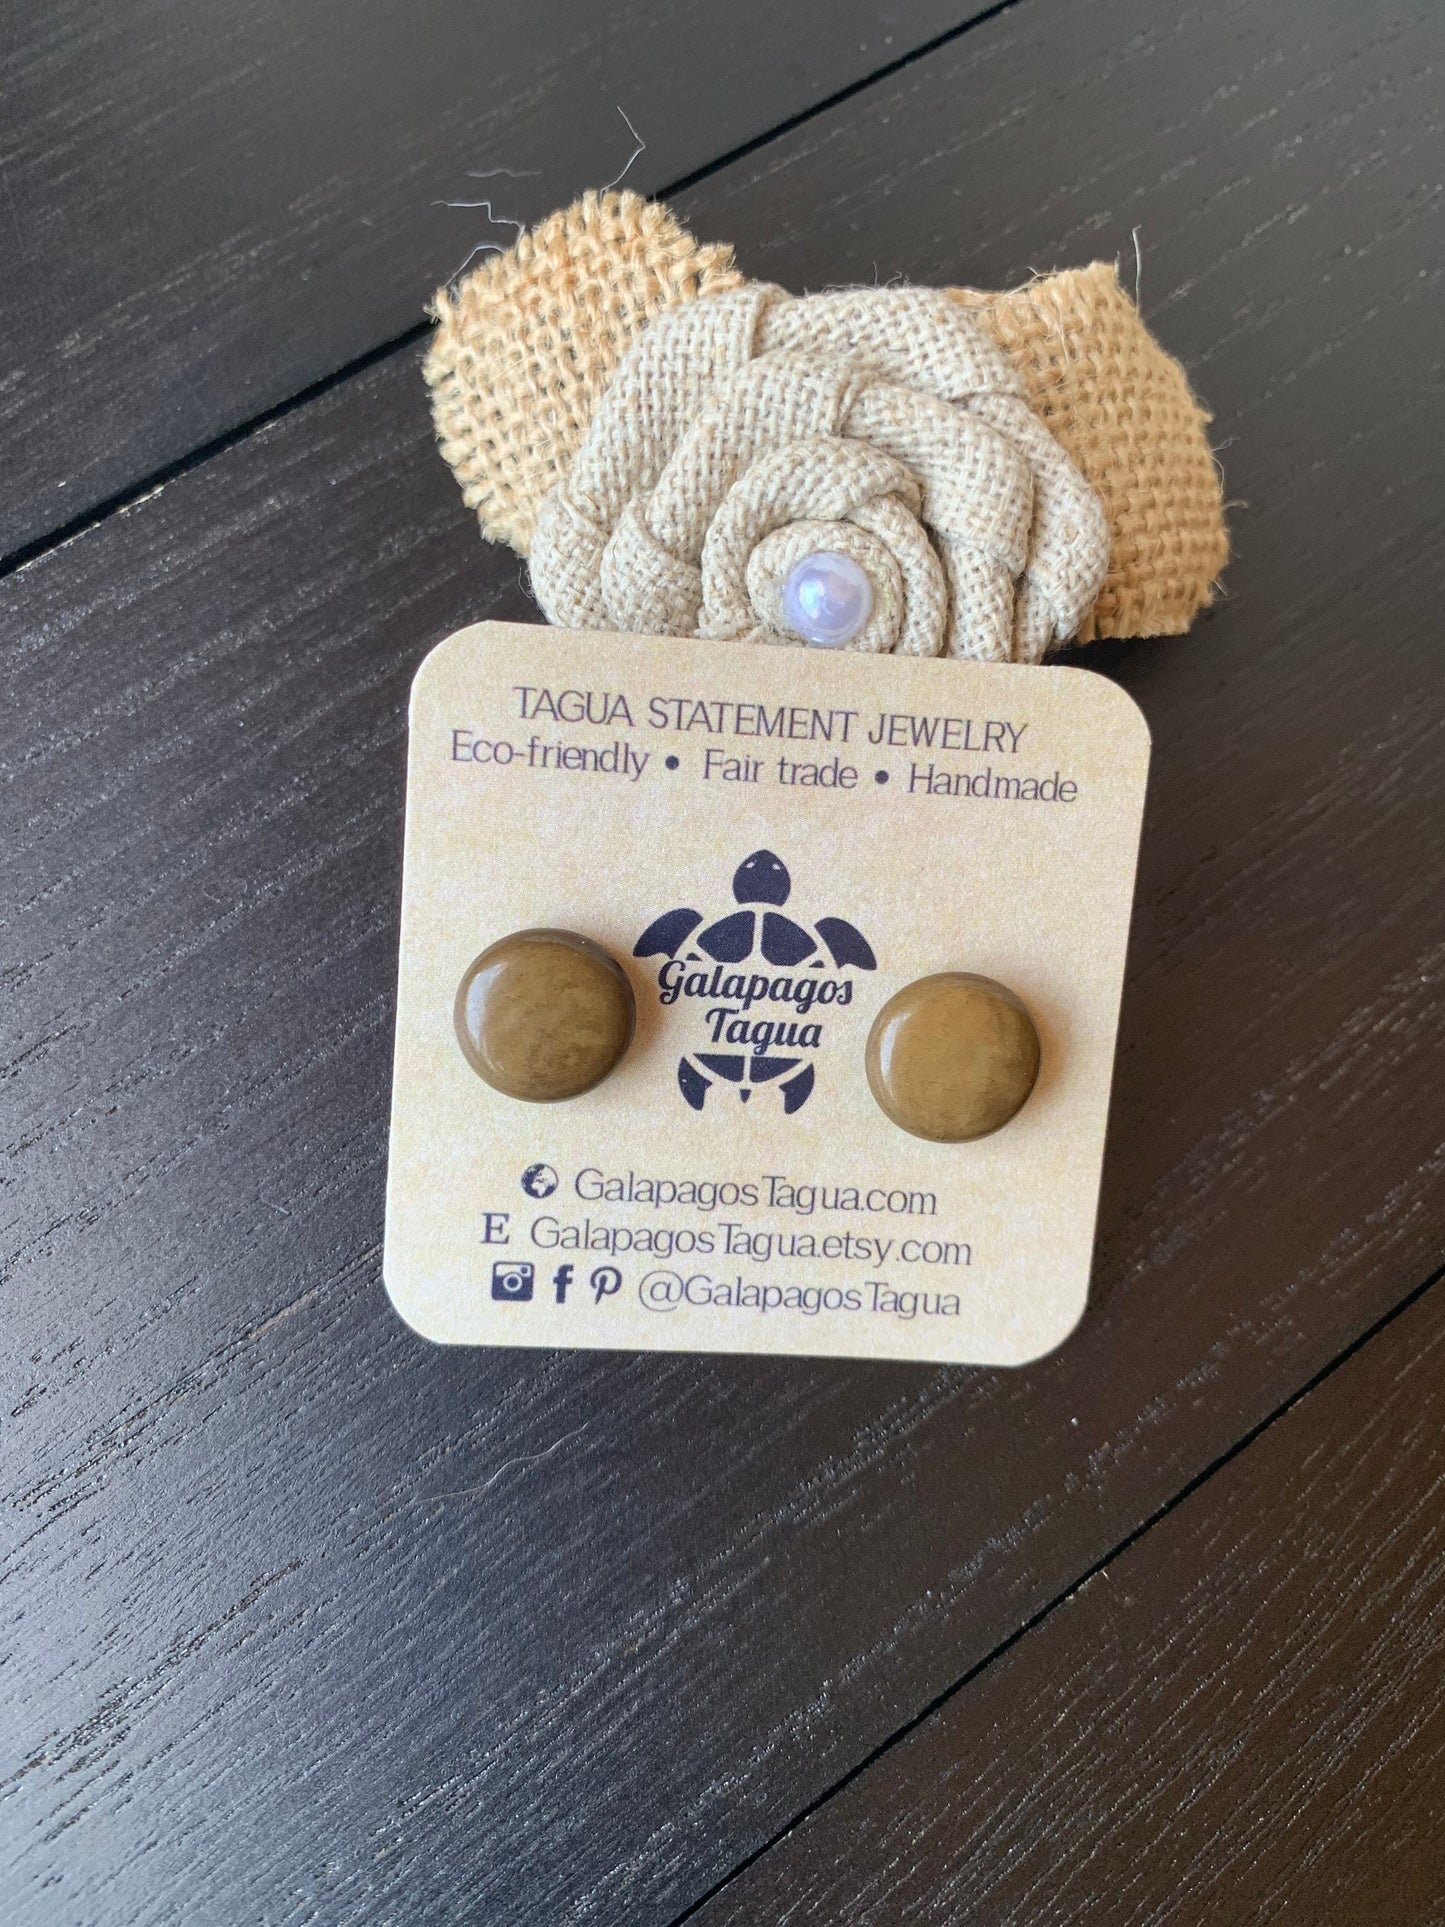 TAGUA STATEMENT JEWELRY
Eco-friendly • Fair trade • Handmade
Galapagos
Tagua
GalapagosTagua.com
E GalapagosTagua.etsy.com
f @GalapagosTagua